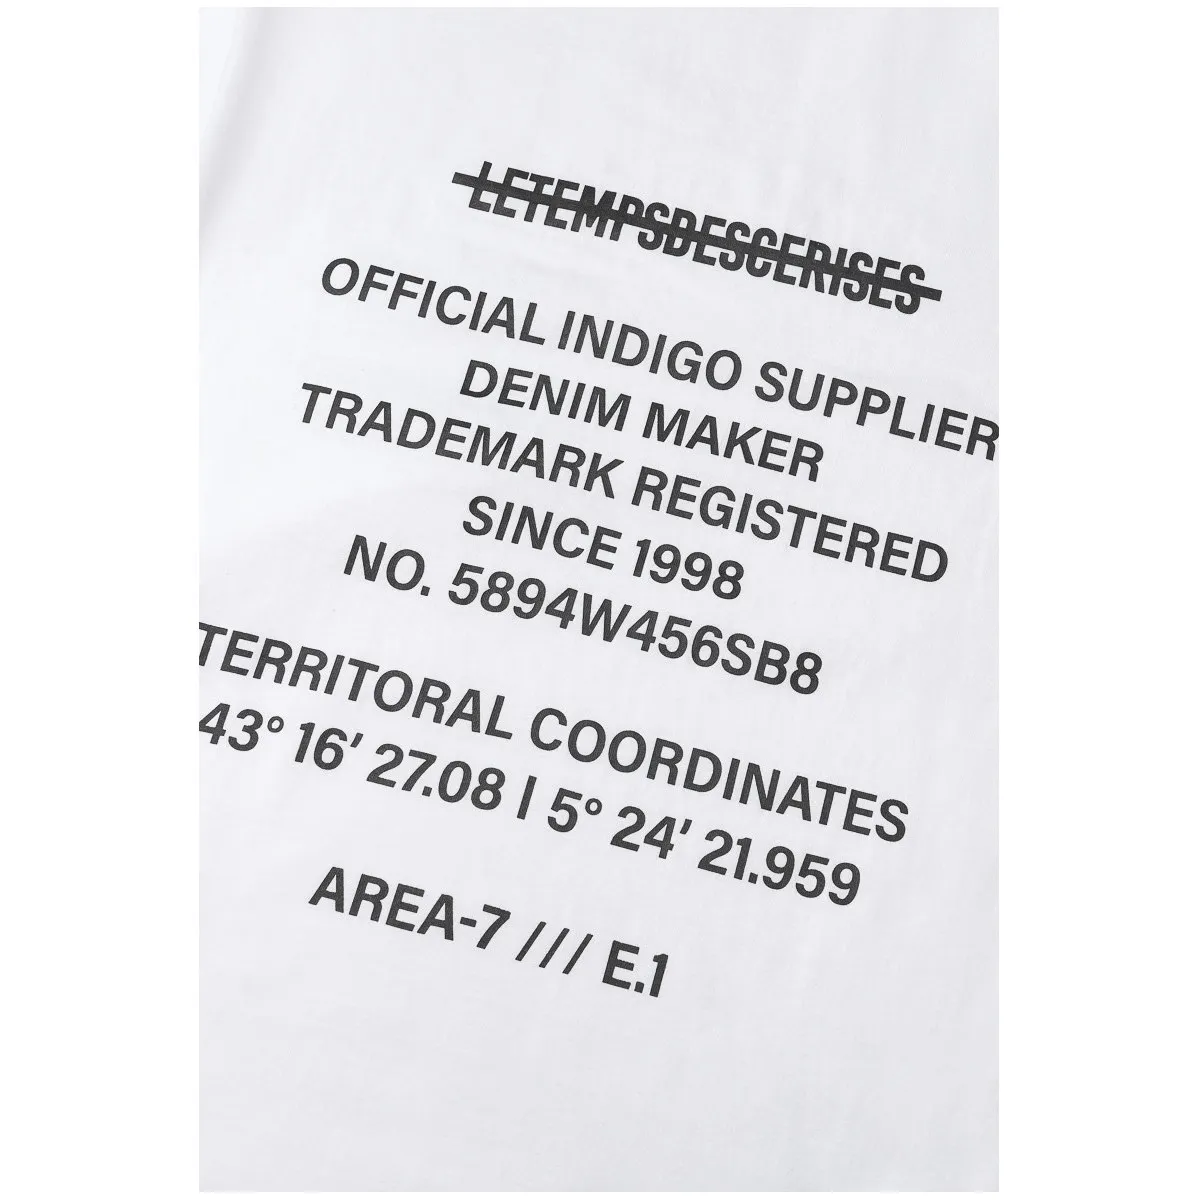 LETEMPSDESCERISES
OFFICIAL INDIGO SUPPLIER
DENIM MAKER
TRADEMARK REGISTERED
SINCE 1998
NO. 5894W456SB8
TERRITORAL COORDINATES
43° 16' 27.08 | 5° 24' 21.959
AREA-7 /// E.1